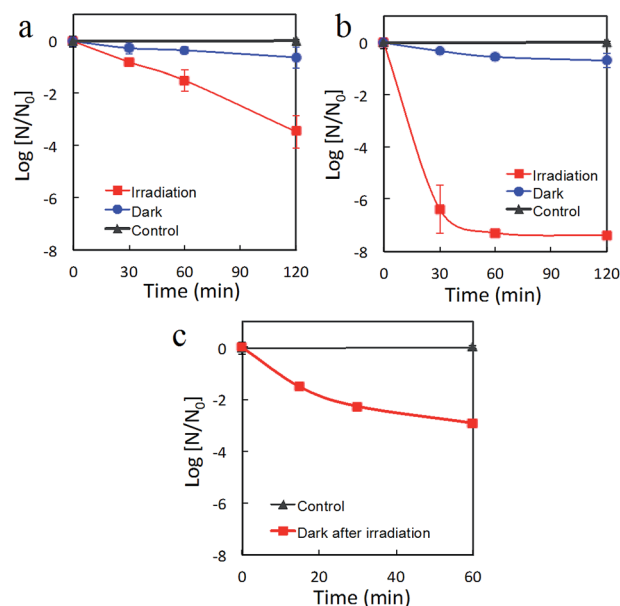 a
Log [N/N₀]
0
-2
-4
-6
-8
Irradiation
Dark
Control
0 30 60 90 120
Time (min)
b
Log [N/N₀]
0
-2
-4
-6
-8
Irradiation
Dark
Control
0 30 60 90 120
Time (min)
c
Log [N/N₀]
0
-2
-4
-6
-8
Control
Dark after irradiation
0 20 40 60
Time (min)